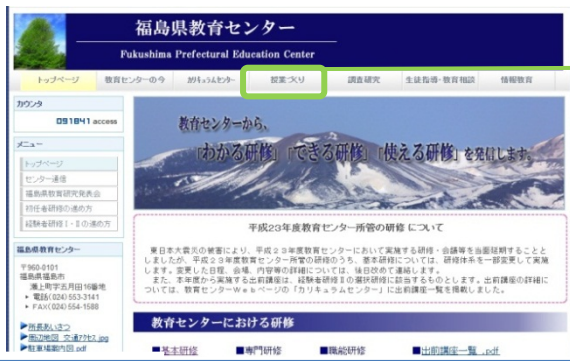 福島県教育センター
Fukushima Prefectural Education Center
トップページ 教育センターの今 カリキュラムセンター 授業づくり 調査研究 生徒指導・教育相談 情報教育
カウンタ
091841 access
メニュー
トップページ
センター通信
福島県教育研究発表会
初任者研修の進め方
経験者研修Ⅰ・Ⅱの進め方
福島県教育センター
〒960-0101
福島県福島市
瀬上町字五月田16番地
電話(024)553-3141
FAX(024)554-1588
所長あいさつ
周辺地図 交通アクセス.jpg
駐車場案内図.pdf
教育センターから、
「わかる研修」「できる研修」「使える研修」を発信します。
平成23年度教育センター所管の研修 について
東日本大震災の被害により、平成23年度教育センターにおいて実施する研修・会議等を当面延期することと
しましたが、平成23年度教育センター所管の研修のうち、基本研修については、研修体系を一部変更して実施
します。変更した日程、会場、内容等の詳細については、後日改めて連絡します。
また、本年度から実施する出前講座は、経験者研修Ⅱの選択研修に該当するものとします。出前講座の詳細に
ついては、教育センターWebページの「カリキュラムセンター」に出前講座一覧を掲載しました。
教育センターにおける研修
■基本研修 ■専門研修 ■職能研修 ■出前講座一覧 .pdf